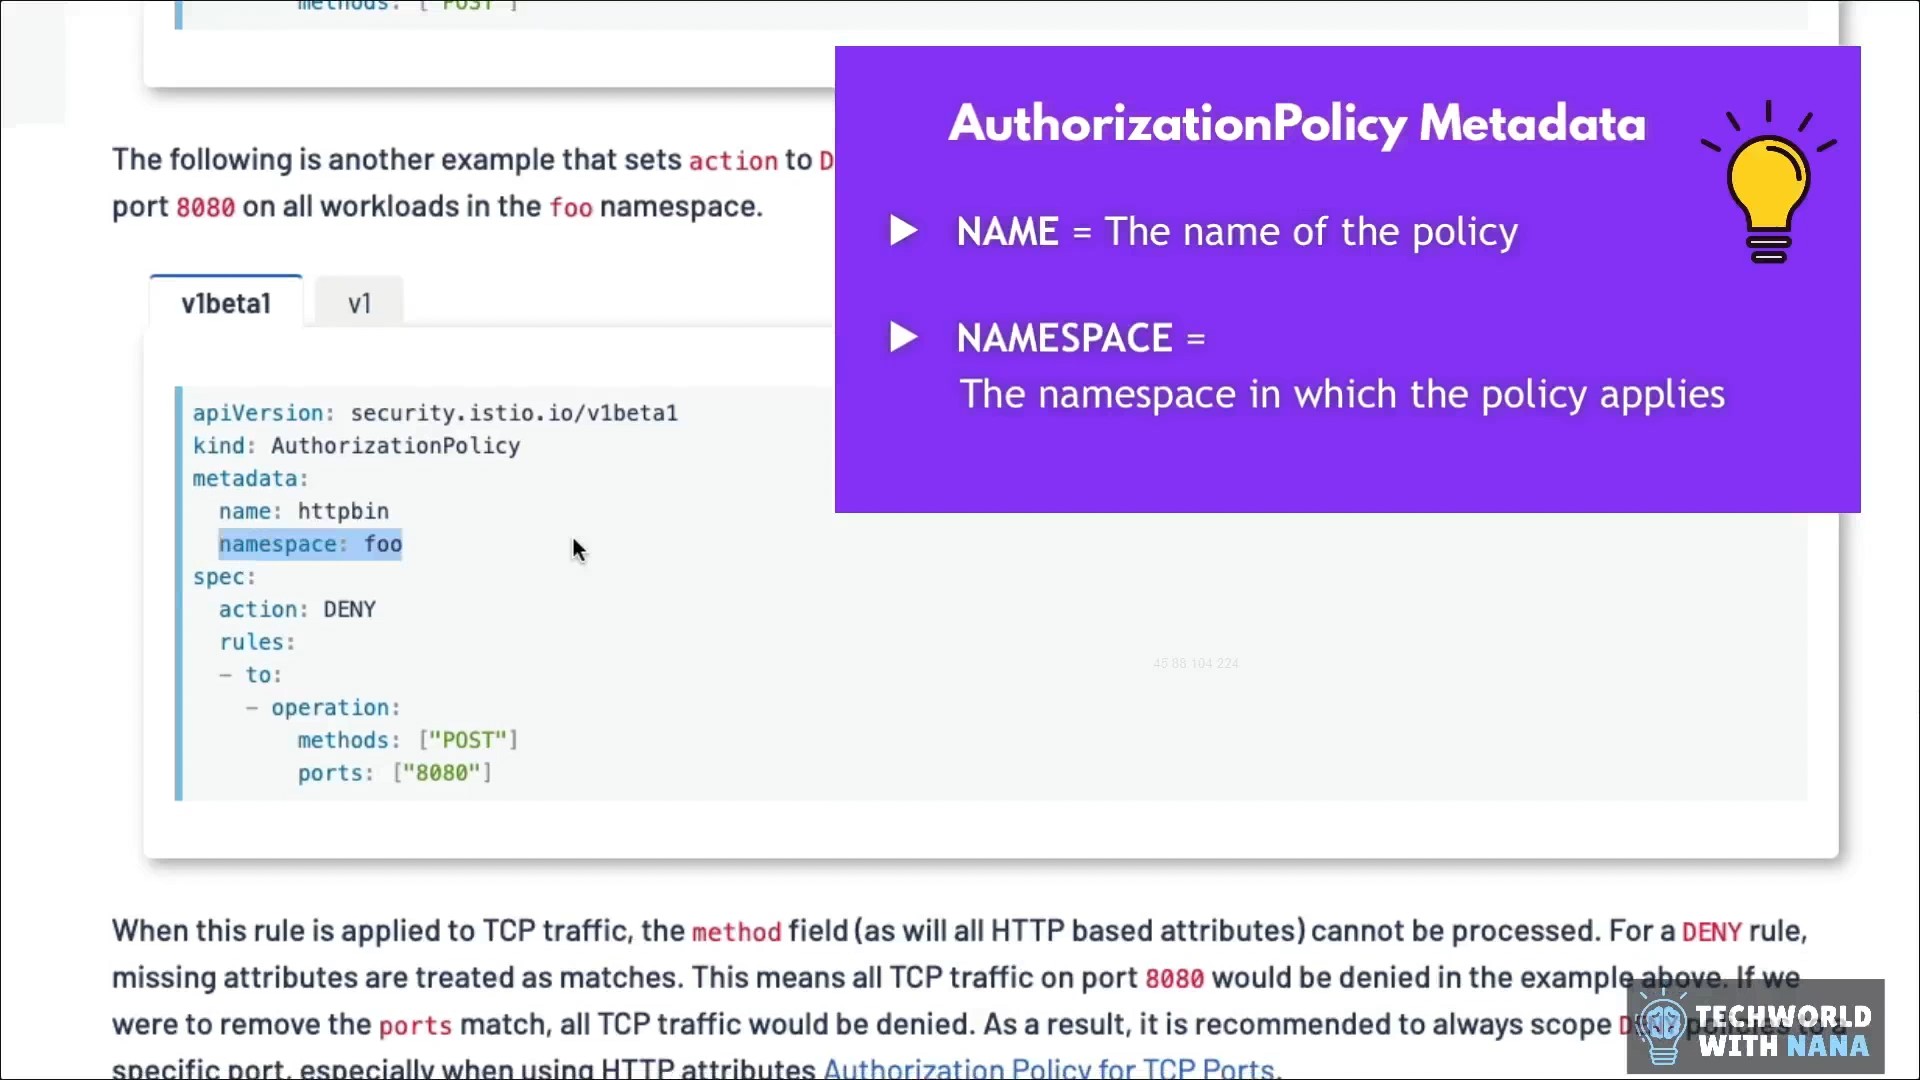 methods: ["POST"]
The following is another example that sets action to D
port 8080 on all workloads in the foo namespace.
AuthorizationPolicy Metadata
NAME = The name of the policy
NAMESPACE =
The namespace in which the policy applies
v1beta1 v1
apiVersion: security.istio.io/v1beta1
kind: AuthorizationPolicy
metadata:
  name: httpbin
  namespace: foo
spec:
  action: DENY
  rules:
  - to:
    - operation:
        methods: ["POST"]
        ports: ["8080"]
45 88 104 224
When this rule is applied to TCP traffic, the method field (as will all HTTP based attributes) cannot be processed. For a DENY rule,
missing attributes are treated as matches. This means all TCP traffic on port 8080 would be denied in the example above. If we
were to remove the ports match, all TCP traffic would be denied. As a result, it is recommended to always scope DENY policies to a
specific port, especially when using HTTP attributes Authorization Policy for TCP Ports.
TECHWORLD
WITH NANA